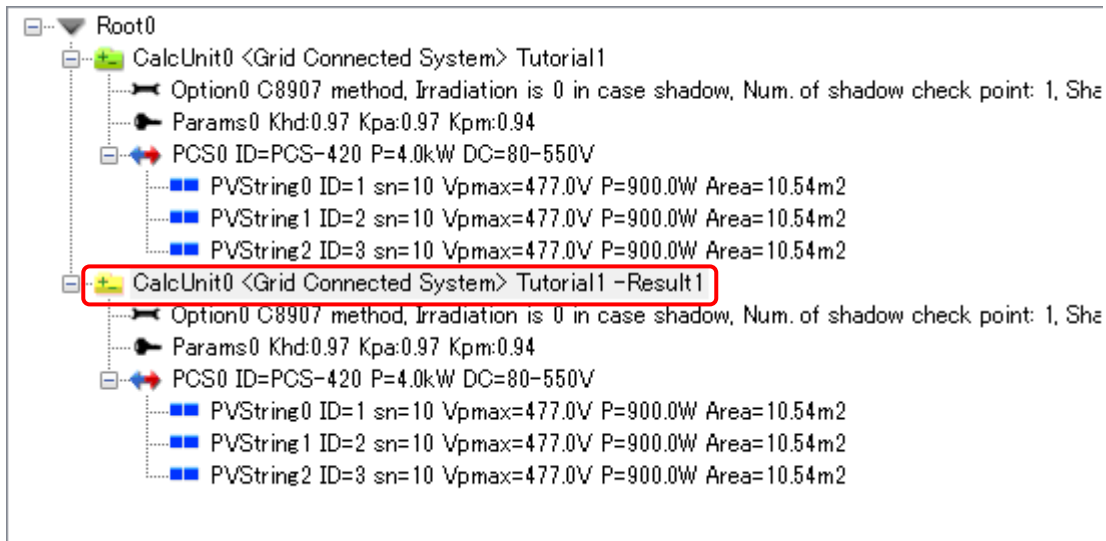 Root0
CalcUnit0 <Grid Connected System> Tutorial1
Option0 C8907 method, Irradiation is 0 in case shadow, Num. of shadow check point: 1, Sha
Params0 Khd:0.97 Kpa:0.97 Kpm:0.94
PCS0 ID=PCS-420 P=4.0kW DC=80-550V
PVString0 ID=1 sn=10 Vpmax=477.0V P=900.0W Area=10.54m2
PVString1 ID=2 sn=10 Vpmax=477.0V P=900.0W Area=10.54m2
PVString2 ID=3 sn=10 Vpmax=477.0V P=900.0W Area=10.54m2
CalcUnit0 <Grid Connected System> Tutorial1 -Result1
Option0 C8907 method, Irradiation is 0 in case shadow, Num. of shadow check point: 1, Sha
Params0 Khd:0.97 Kpa:0.97 Kpm:0.94
PCS0 ID=PCS-420 P=4.0kW DC=80-550V
PVString0 ID=1 sn=10 Vpmax=477.0V P=900.0W Area=10.54m2
PVString1 ID=2 sn=10 Vpmax=477.0V P=900.0W Area=10.54m2
PVString2 ID=3 sn=10 Vpmax=477.0V P=900.0W Area=10.54m2